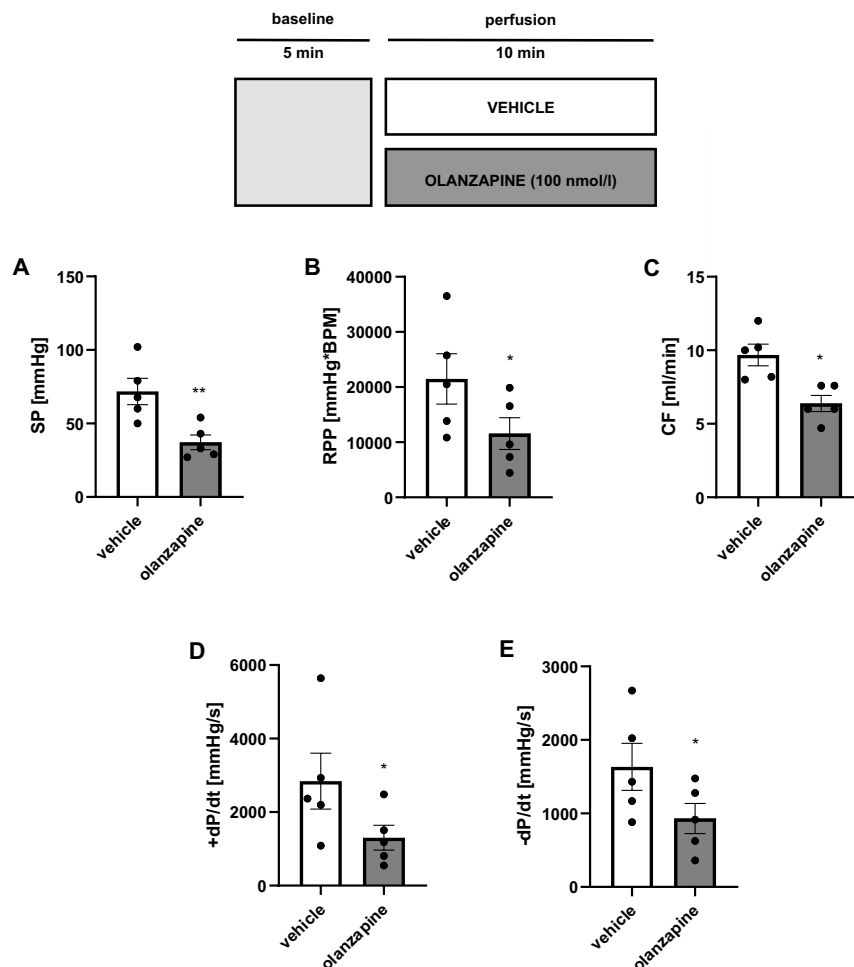 baseline
perfusion
5 min
10 min
VEHICLE
OLANZAPINE (100 nmol/l)
A
SP [mmHg]
150
100
50
0
**
vehicle
olanzapine
B
RPP [mmHg*BPM]
40000
30000
20000
10000
0
*
vehicle
olanzapine
C
CF [ml/min]
15
10
5
0
*
vehicle
olanzapine
D
+dP/dt [mmHg/s]
6000
4000
2000
0
*
vehicle
olanzapine
E
-dP/dt [mmHg/s]
3000
2000
1000
0
*
vehicle
olanzapine